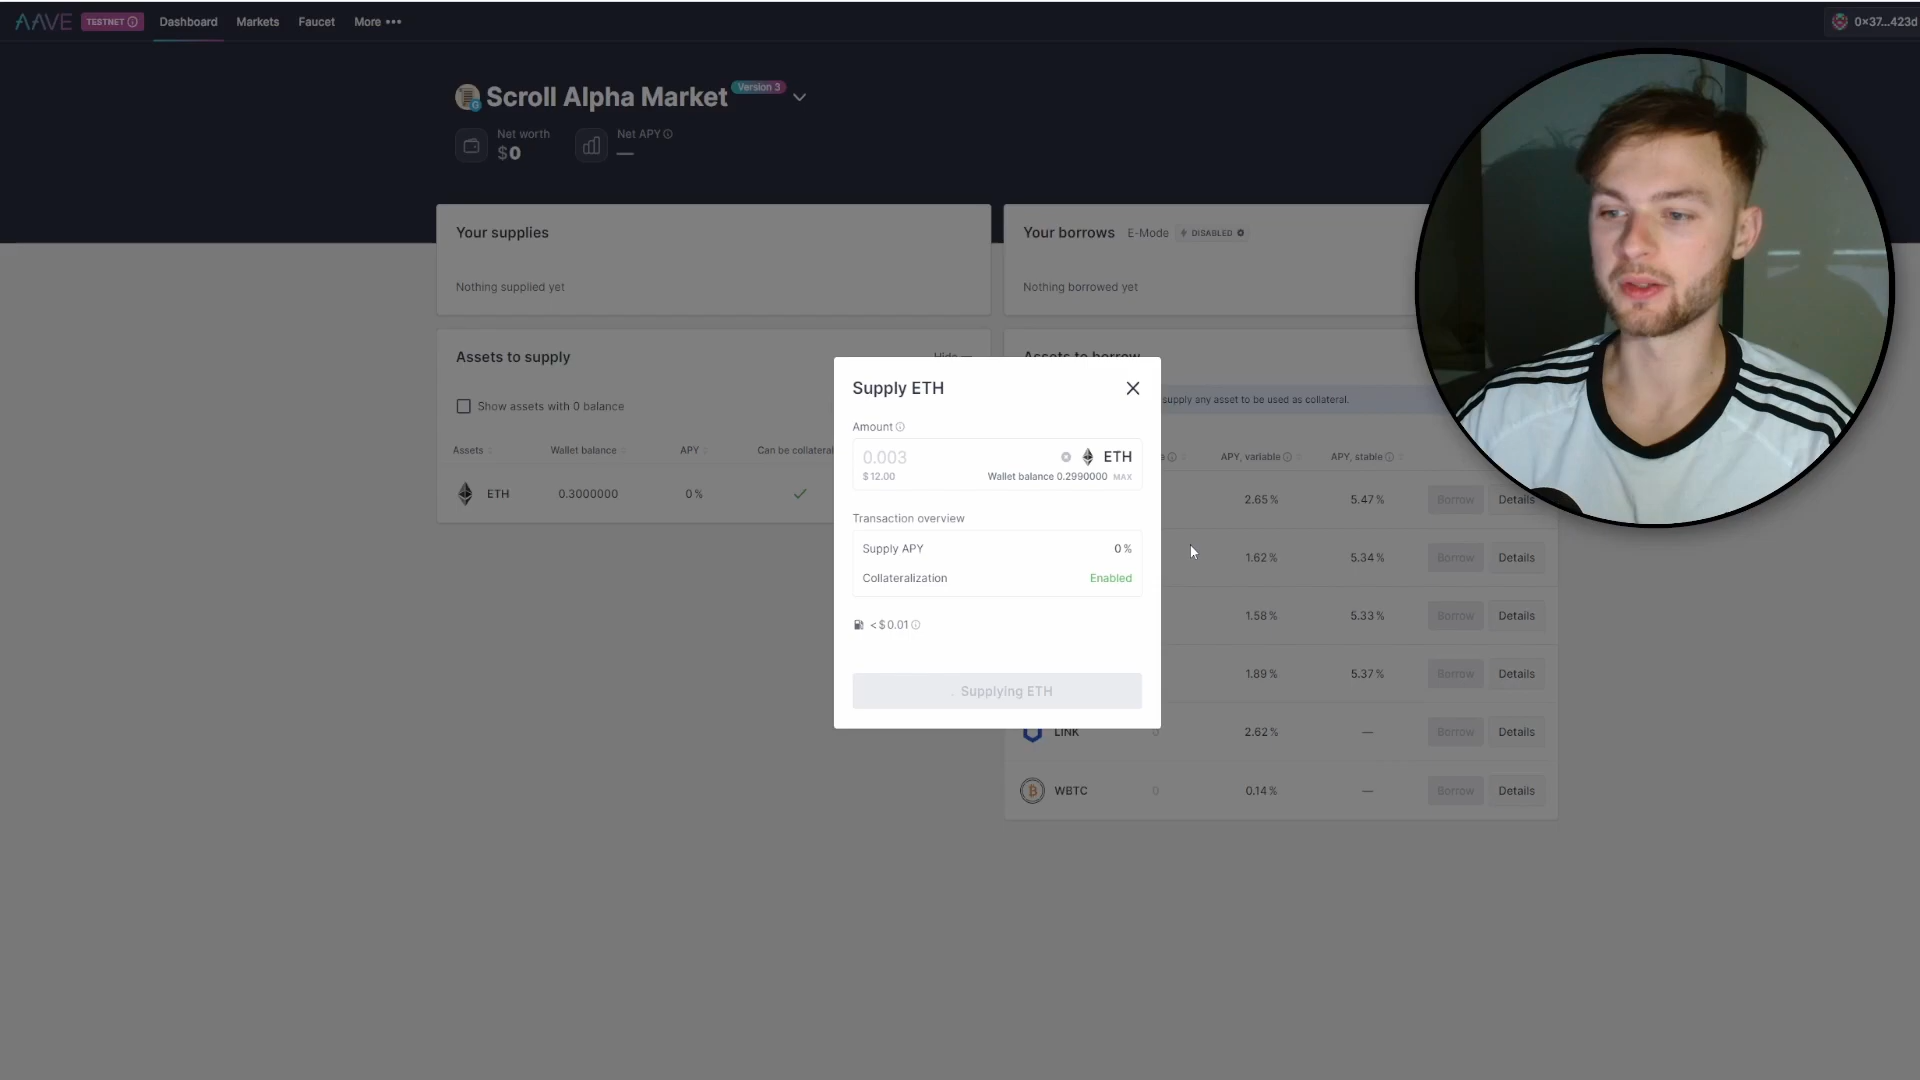 AAVE TESTNET Dashboard Markets Faucet More ••• 0×37...423d
Scroll Alpha Market Version 3
Net worth
$0
Net APY
—
Your supplies
Nothing supplied yet
Your borrows E-Mode DISABLED
Nothing borrowed yet
Assets to supply
Show assets with 0 balance
Assets Wallet balance APY Can be collateral
ETH 0.3000000 0 %
Assets to borrow
supply any asset to be used as collateral.
APY, variable APY, stable
2.65 % 5.47 % Borrow Details
1.62 % 5.34 % Borrow Details
1.58 % 5.33 % Borrow Details
1.89 % 5.37 % Borrow Details
LINK 0 2.62 % — Borrow Details
WBTC 0 0.14 % — Borrow Details
Supply ETH
Amount
0.003 ETH
$ 12.00 Wallet balance 0.2990000 MAX
Transaction overview
Supply APY 0 %
Collateralization Enabled
< $ 0.01
Supplying ETH